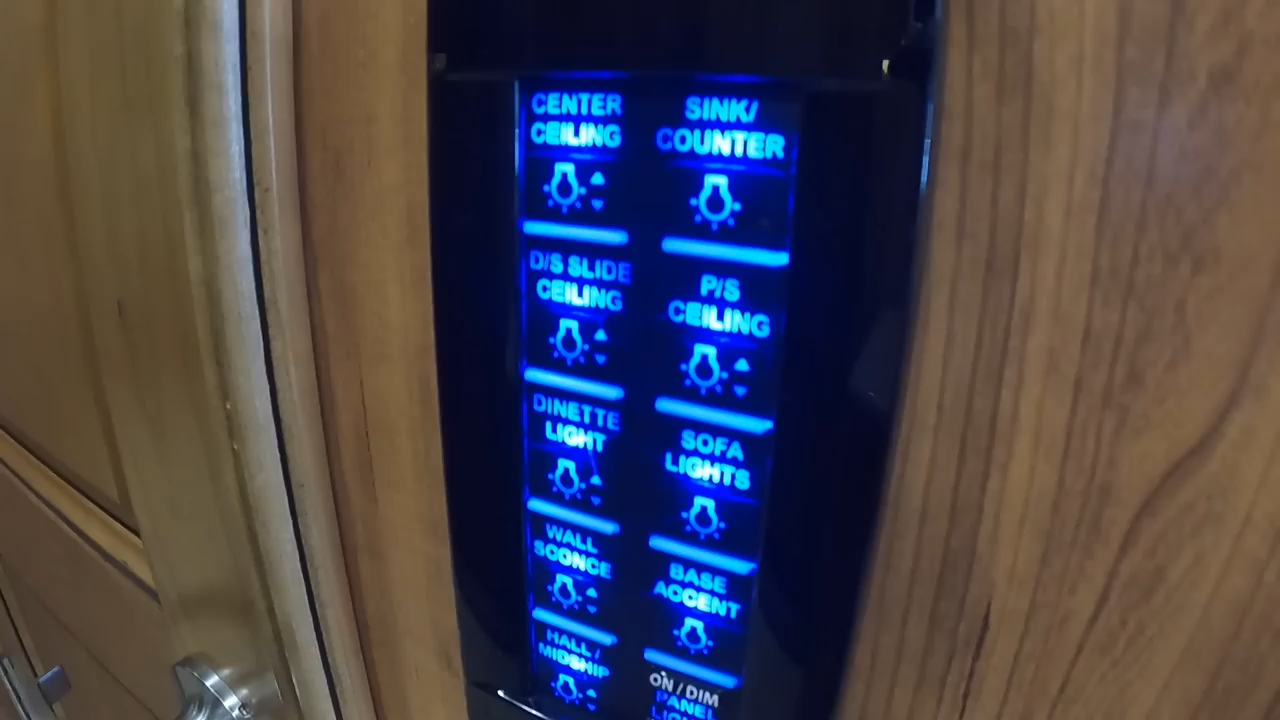 CENTER
CEILING
SINK/
COUNTER
D/S SLIDE
CEILING
P/S
CEILING
DINETTE
LIGHT
SOFA
LIGHTS
WALL
SCONCE
BASE
ACCENT
HALL /
MIDSHIP
ON / DIM
PANEL